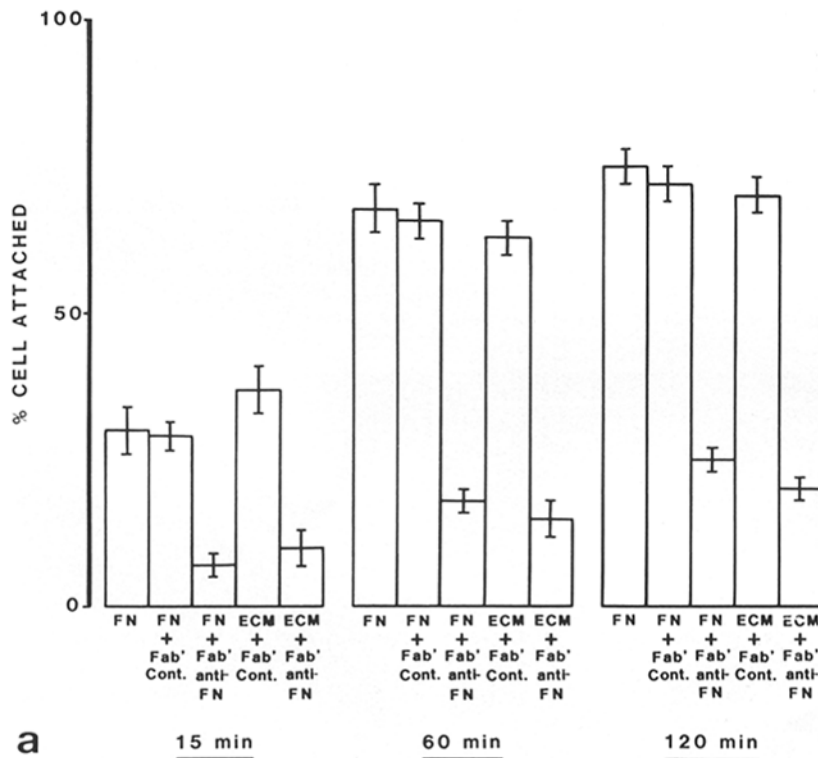 100
50
0
% CELL ATTACHED
FN
FN + Fab' Cont.
FN + Fab' anti- FN
ECM + Fab' Cont.
ECM + Fab' anti- FN
FN
FN + Fab' Cont.
FN + Fab' anti- FN
ECM + Fab' Cont.
ECM + Fab' anti- FN
FN
FN + Fab' Cont.
FN + Fab' anti- FN
ECM + Fab' Cont.
ECM + Fab' anti- FN
a
15 min
60 min
120 min